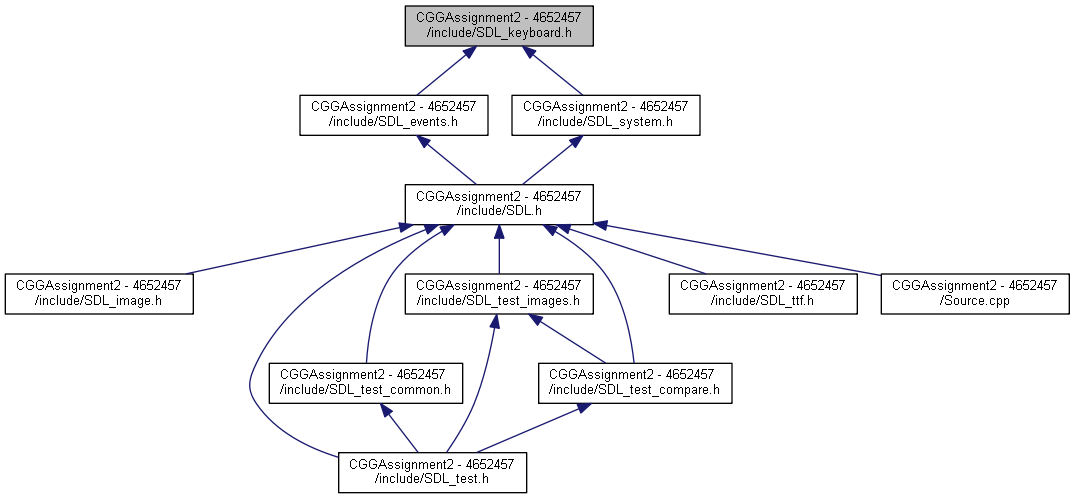 CGGAssignment2 - 4652457
/include/SDL_keyboard.h
CGGAssignment2 - 4652457
/include/SDL_events.h
CGGAssignment2 - 4652457
/include/SDL_system.h
CGGAssignment2 - 4652457
/include/SDL.h
CGGAssignment2 - 4652457
/include/SDL_image.h
CGGAssignment2 - 4652457
/include/SDL_test_images.h
CGGAssignment2 - 4652457
/include/SDL_ttf.h
CGGAssignment2 - 4652457
/Source.cpp
CGGAssignment2 - 4652457
/include/SDL_test_common.h
CGGAssignment2 - 4652457
/include/SDL_test_compare.h
CGGAssignment2 - 4652457
/include/SDL_test.h